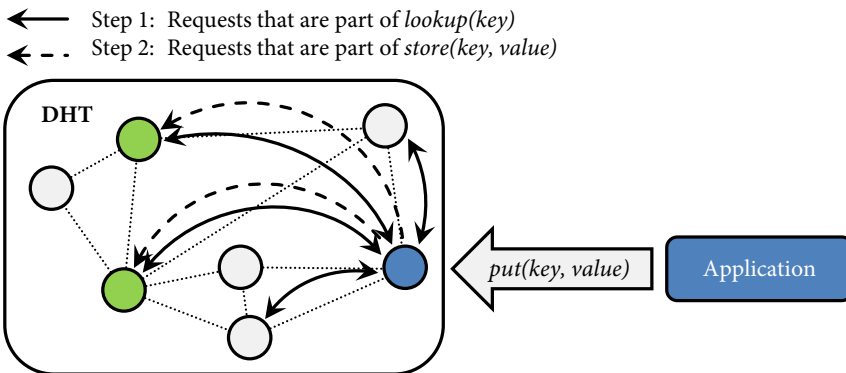 Step 1: Requests that are part of lookup(key)
Step 2: Requests that are part of store(key, value)
DHT
put(key, value)
Application